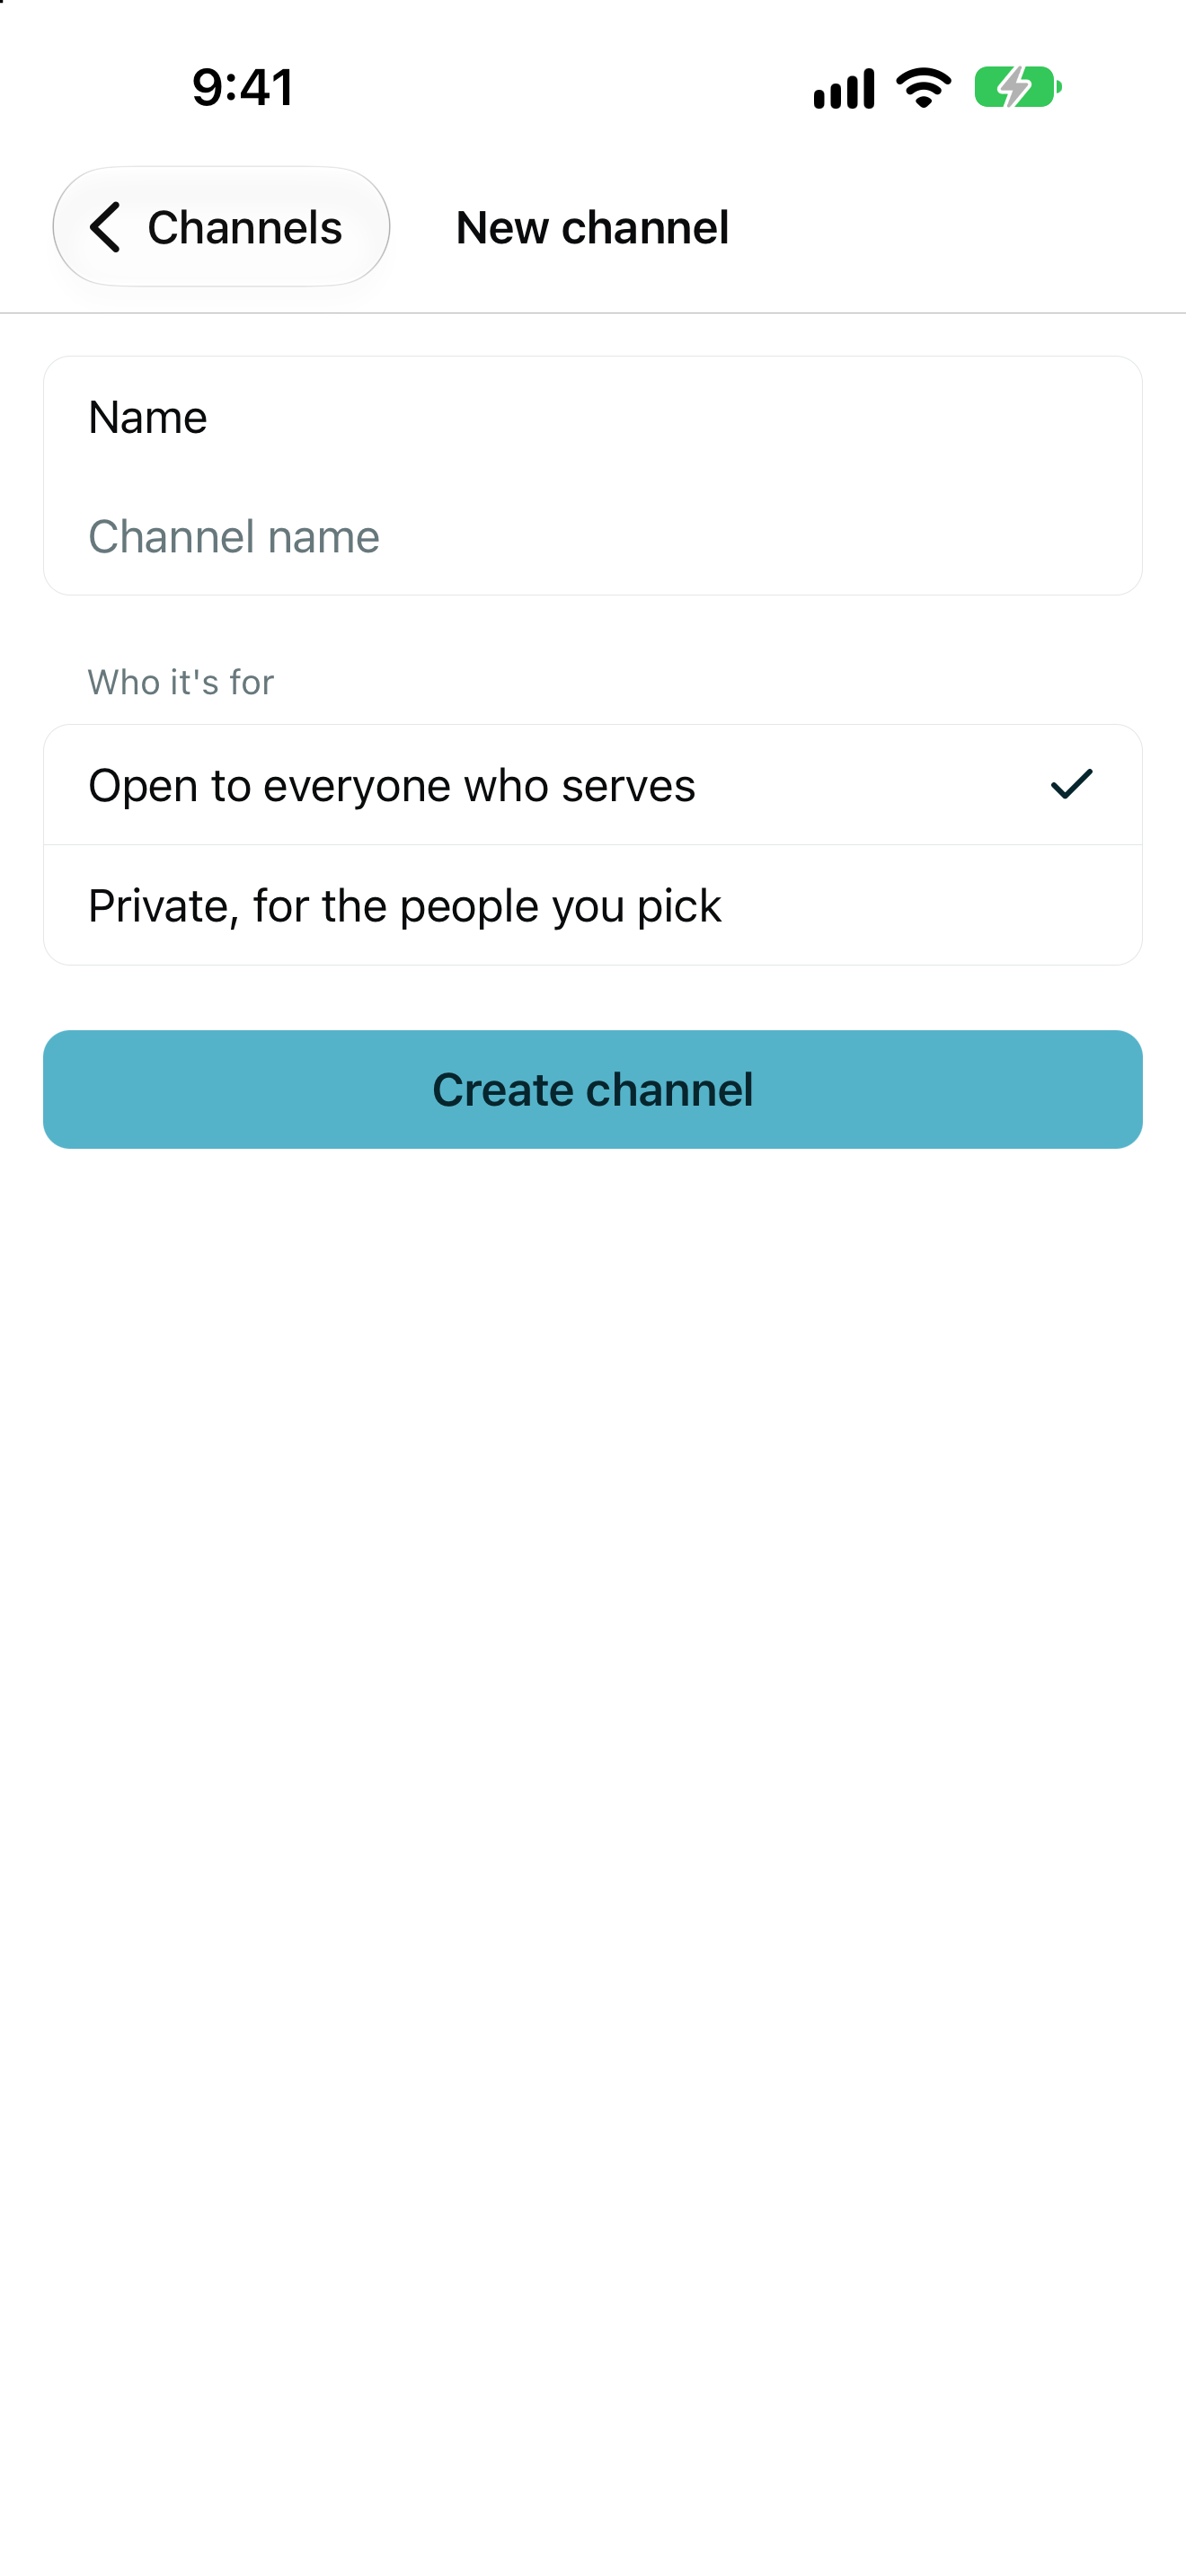 9:41
Channels
New channel
Name
Channel name
Who it's for
Open to everyone who serves
Private, for the people you pick
Create channel